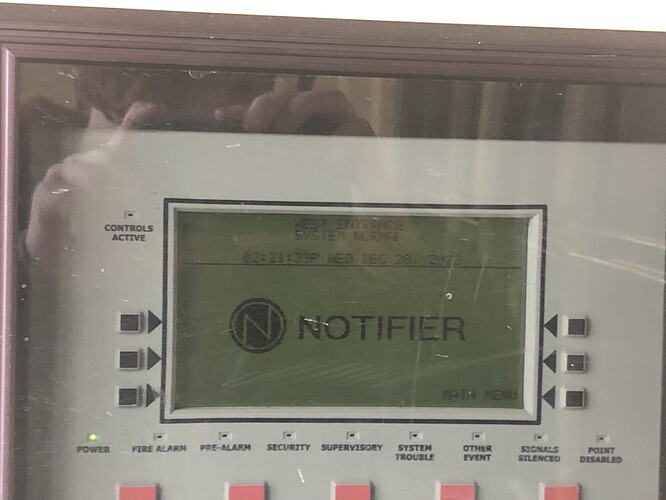 CONTROLS
ACTIVE
WEST ENTRANCE
SYSTEM NORMAL
02:21:39P WED DEC 28, 2022
N NOTIFIER
MAIN MENU
POWER
FIRE ALARM
PRE-ALARM
SECURITY
SUPERVISORY
SYSTEM
TROUBLE
OTHER
EVENT
SIGNALS
SILENCED
POINT
DISABLED